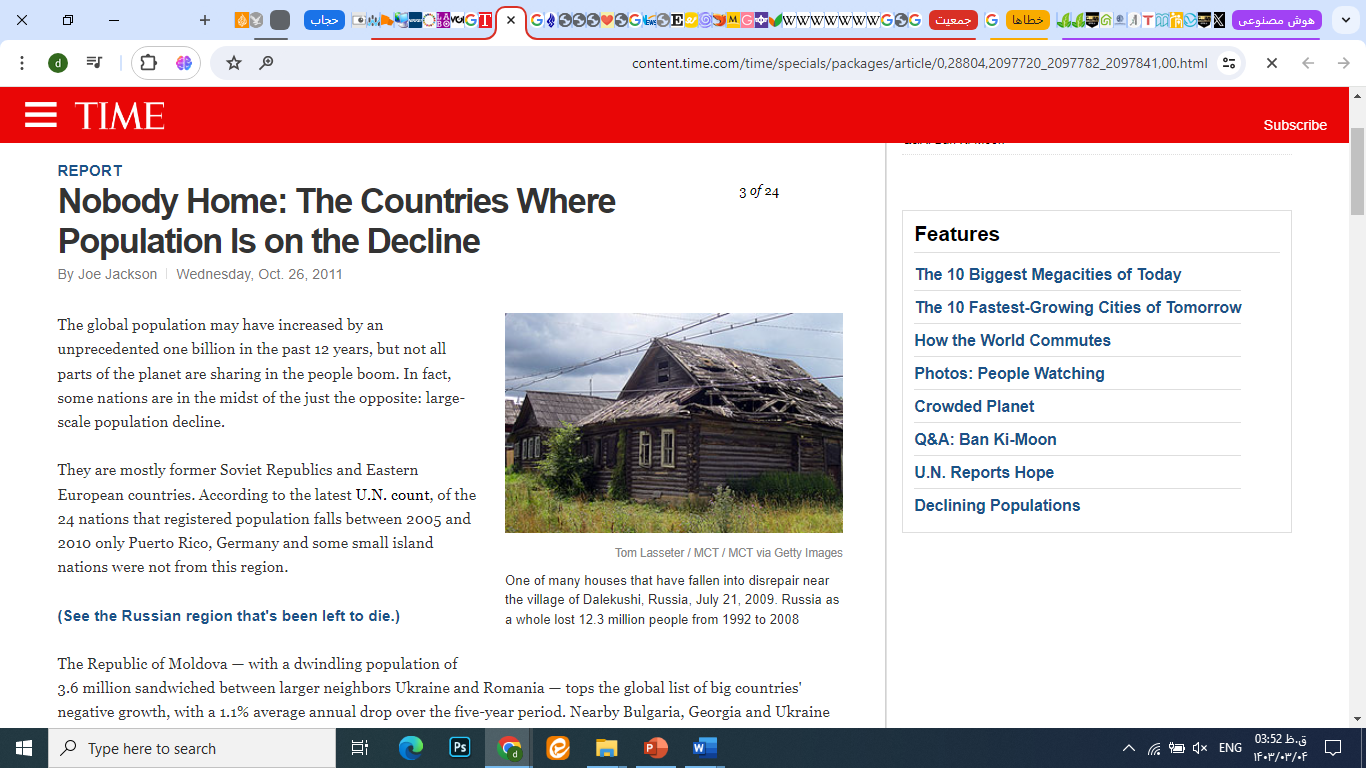 حجاب
جمعیت
خطاها
هوش مصنوعی
d
content.time.com/time/specials/packages/article/0,28804,2097720_2097782_2097841,00.html
TIME
Subscribe
REPORT
Nobody Home: The Countries Where
Population Is on the Decline
3 of 24
By Joe Jackson
Wednesday, Oct. 26, 2011
The global population may have increased by an
unprecedented one billion in the past 12 years, but not all
parts of the planet are sharing in the people boom. In fact,
some nations are in the midst of the just the opposite: large-
scale population decline.
They are mostly former Soviet Republics and Eastern
European countries. According to the latest U.N. count, of the
24 nations that registered population falls between 2005 and
2010 only Puerto Rico, Germany and some small island
nations were not from this region.
(See the Russian region that's been left to die.)
Tom Lasseter / MCT / MCT via Getty Images
One of many houses that have fallen into disrepair near
the village of Dalekushi, Russia, July 21, 2009. Russia as
a whole lost 12.3 million people from 1992 to 2008
The Republic of Moldova — with a dwindling population of
3.6 million sandwiched between larger neighbors Ukraine and Romania — tops the global list of big countries'
negative growth, with a 1.1% average annual drop over the five-year period. Nearby Bulgaria, Georgia and Ukraine
Features
The 10 Biggest Megacities of Today
The 10 Fastest-Growing Cities of Tomorrow
How the World Commutes
Photos: People Watching
Crowded Planet
Q&A: Ban Ki-Moon
U.N. Reports Hope
Declining Populations
Type here to search
Ps
ENG
03:52 ق.ظ
۱۴۰۳/۰۳/۰۴